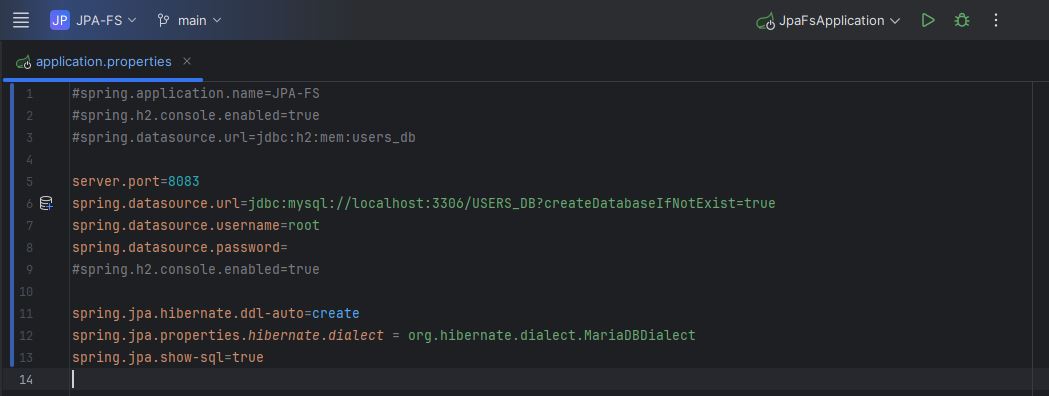 JP JPA-FS main JpaFsApplication
application.properties
1 #spring.application.name=JPA-FS
2 #spring.h2.console.enabled=true
3 #spring.datasource.url=jdbc:h2:mem:users_db
4
5 server.port=8083
6 spring.datasource.url=jdbc:mysql://localhost:3306/USERS_DB?createDatabaseIfNotExist=true
7 spring.datasource.username=root
8 spring.datasource.password=
9 #spring.h2.console.enabled=true
10
11 spring.jpa.hibernate.ddl-auto=create
12 spring.jpa.properties.hibernate.dialect = org.hibernate.dialect.MariaDBDialect
13 spring.jpa.show-sql=true
14